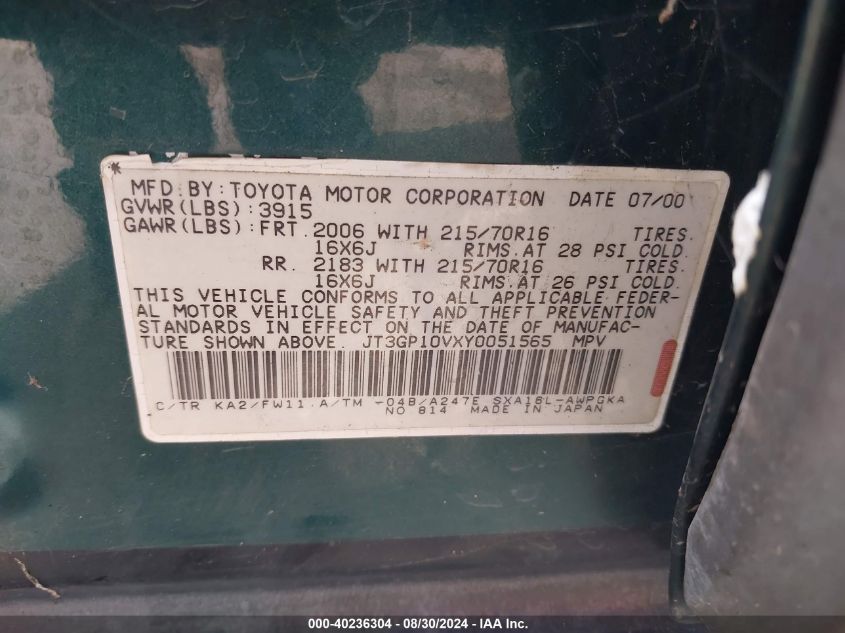 MFD. BY: TOYOTA MOTOR CORPORATION DATE 07/00
GVWR(LBS):3915
GAWR(LBS):FRT. 2006 WITH 215/70R16 TIRES.
16X6J RIMS.AT 28 PSI COLD.
RR. 2183 WITH 215/70R16 TIRES.
16X6J RIMS.AT 26 PSI COLD.
THIS VEHICLE CONFORMS TO ALL APPLICABLE FEDER-
AL MOTOR VEHICLE SAFETY AND THEFT PREVENTION
STANDARDS IN EFFECT ON THE DATE OF MANUFAC-
TURE SHOWN ABOVE. JT3GP10VXY0051565 MPV
C/TR KA2/FW11 A/TM -04B/A247E SXA16L-AWPGKA
NO 814 MADE IN JAPAN
000-40236304 - 08/30/2024 - IAA Inc.